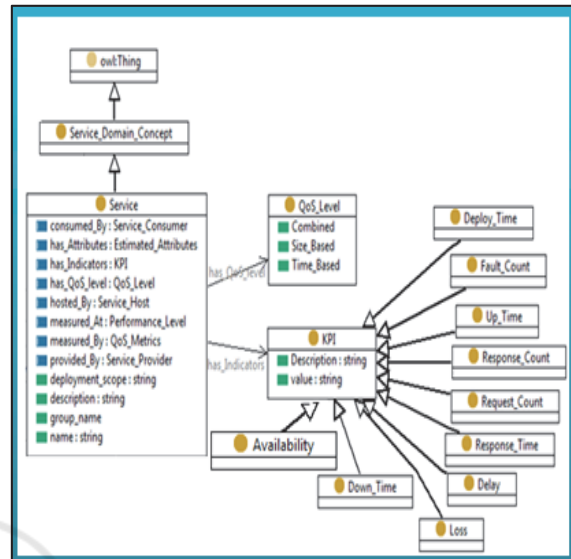 owl:Thing
Service_Domain_Concept
Service
consumed_By : Service_Consumer
has_Attributes : Estimated_Attributes
has_Indicators : KPI
has_QoS_level : QoS_Level
hosted_By : Service_Host
measured_At : Performance_Level
measured_By : QoS_Metrics
provided_By : Service_Provider
deployment_scope : string
description : string
group_name
name : string
has_QoS_level
has_Indicators
QoS_Level
Combined
Size_Based
Time_Based
KPI
Description : string
value : string
Deploy_Time
Fault_Count
Up_Time
Response_Count
Request_Count
Response_Time
Delay
Loss
Down_Time
Availability